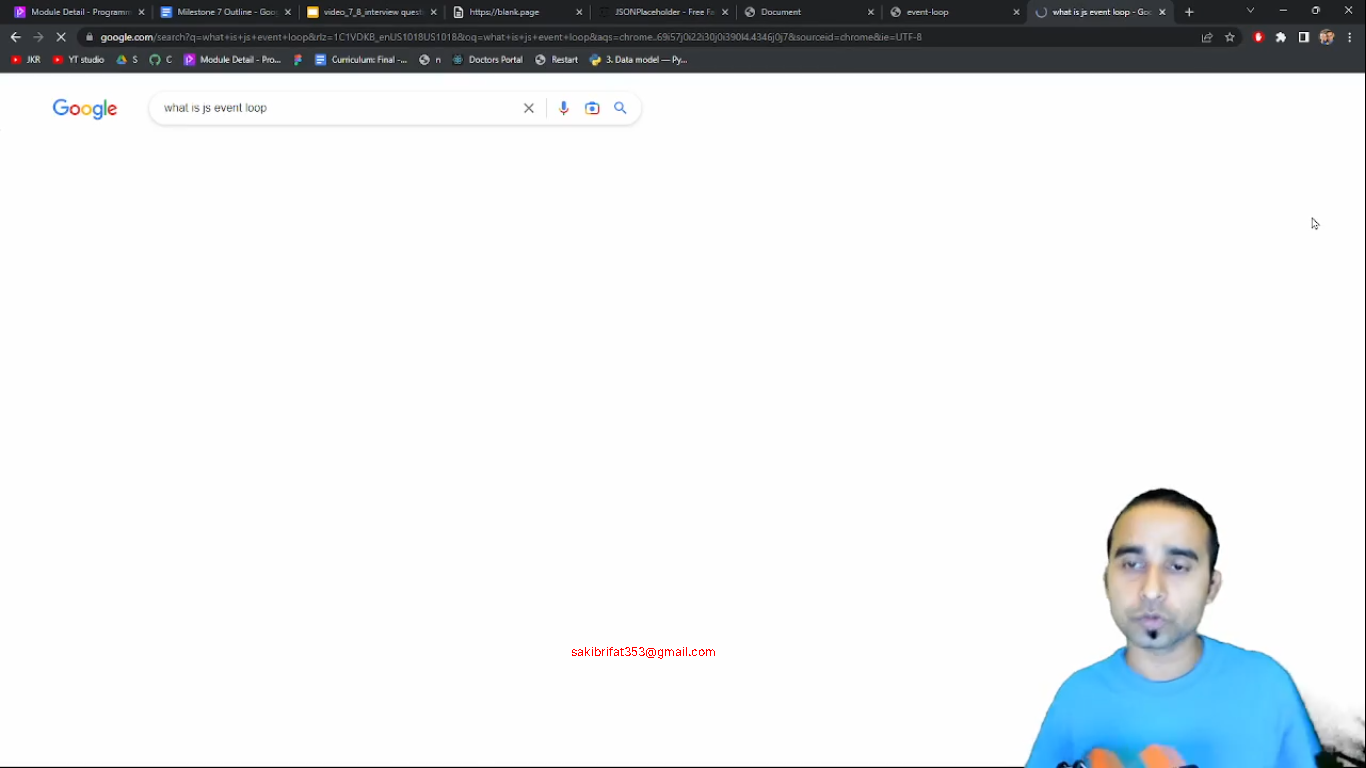 Module Detail - Programm
Milestone 7 Outline - Goo
video_7_8_interview quest
https://blank.page
JSONPlaceholder - Free Fa
Document
event-loop
what is js event loop - Goo
google.com/search?q=what+is+js+event+loop&rlz=1C1VDKB_enUS1018US1018&oq=what+is+js+event+loop&aqs=chrome..69i57j0i22i30j0i390l4.4346j0j7&sourceid=chrome&ie=UTF-8
JKR
YT studio
S
C
Module Detail - Pro...
Curriculum: Final -...
n
Doctors Portal
Restart
3. Data model — Py...
Google
what is js event loop
sakibrifat353@gmail.com